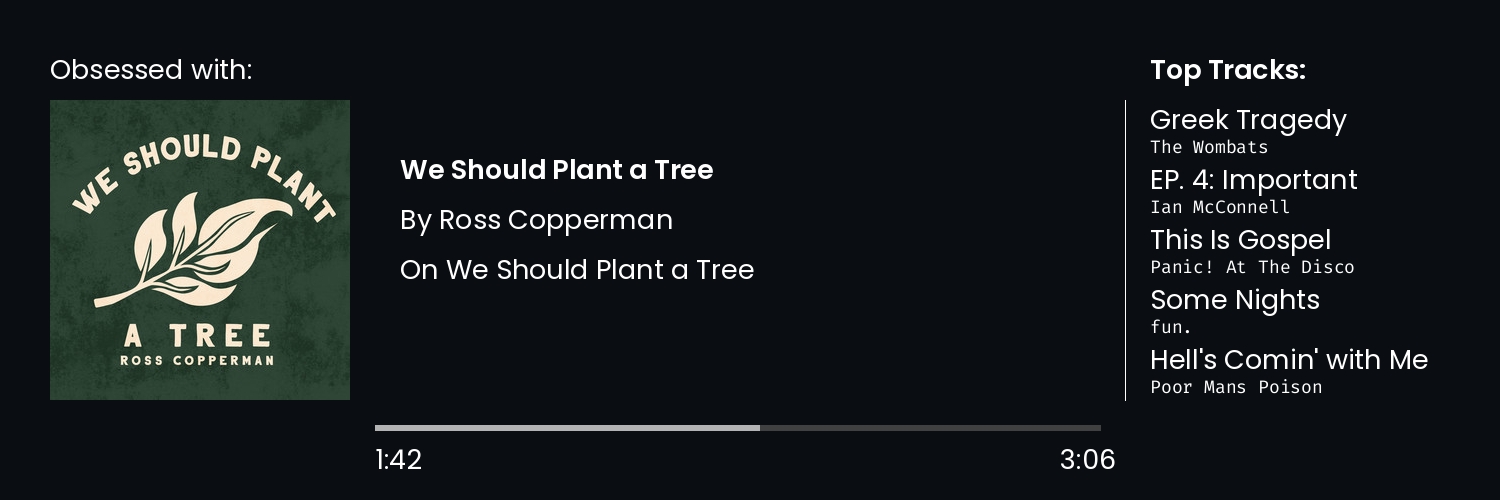 Obsessed with:
WE SHOULD PLANT
A TREE
ROSS COPPERMAN
We Should Plant a Tree
By Ross Copperman
On We Should Plant a Tree
1:42
3:06
Top Tracks:
Greek Tragedy
The Wombats
EP. 4: Important
Ian McConnell
This Is Gospel
Panic! At The Disco
Some Nights
fun.
Hell's Comin' with Me
Poor Mans Poison